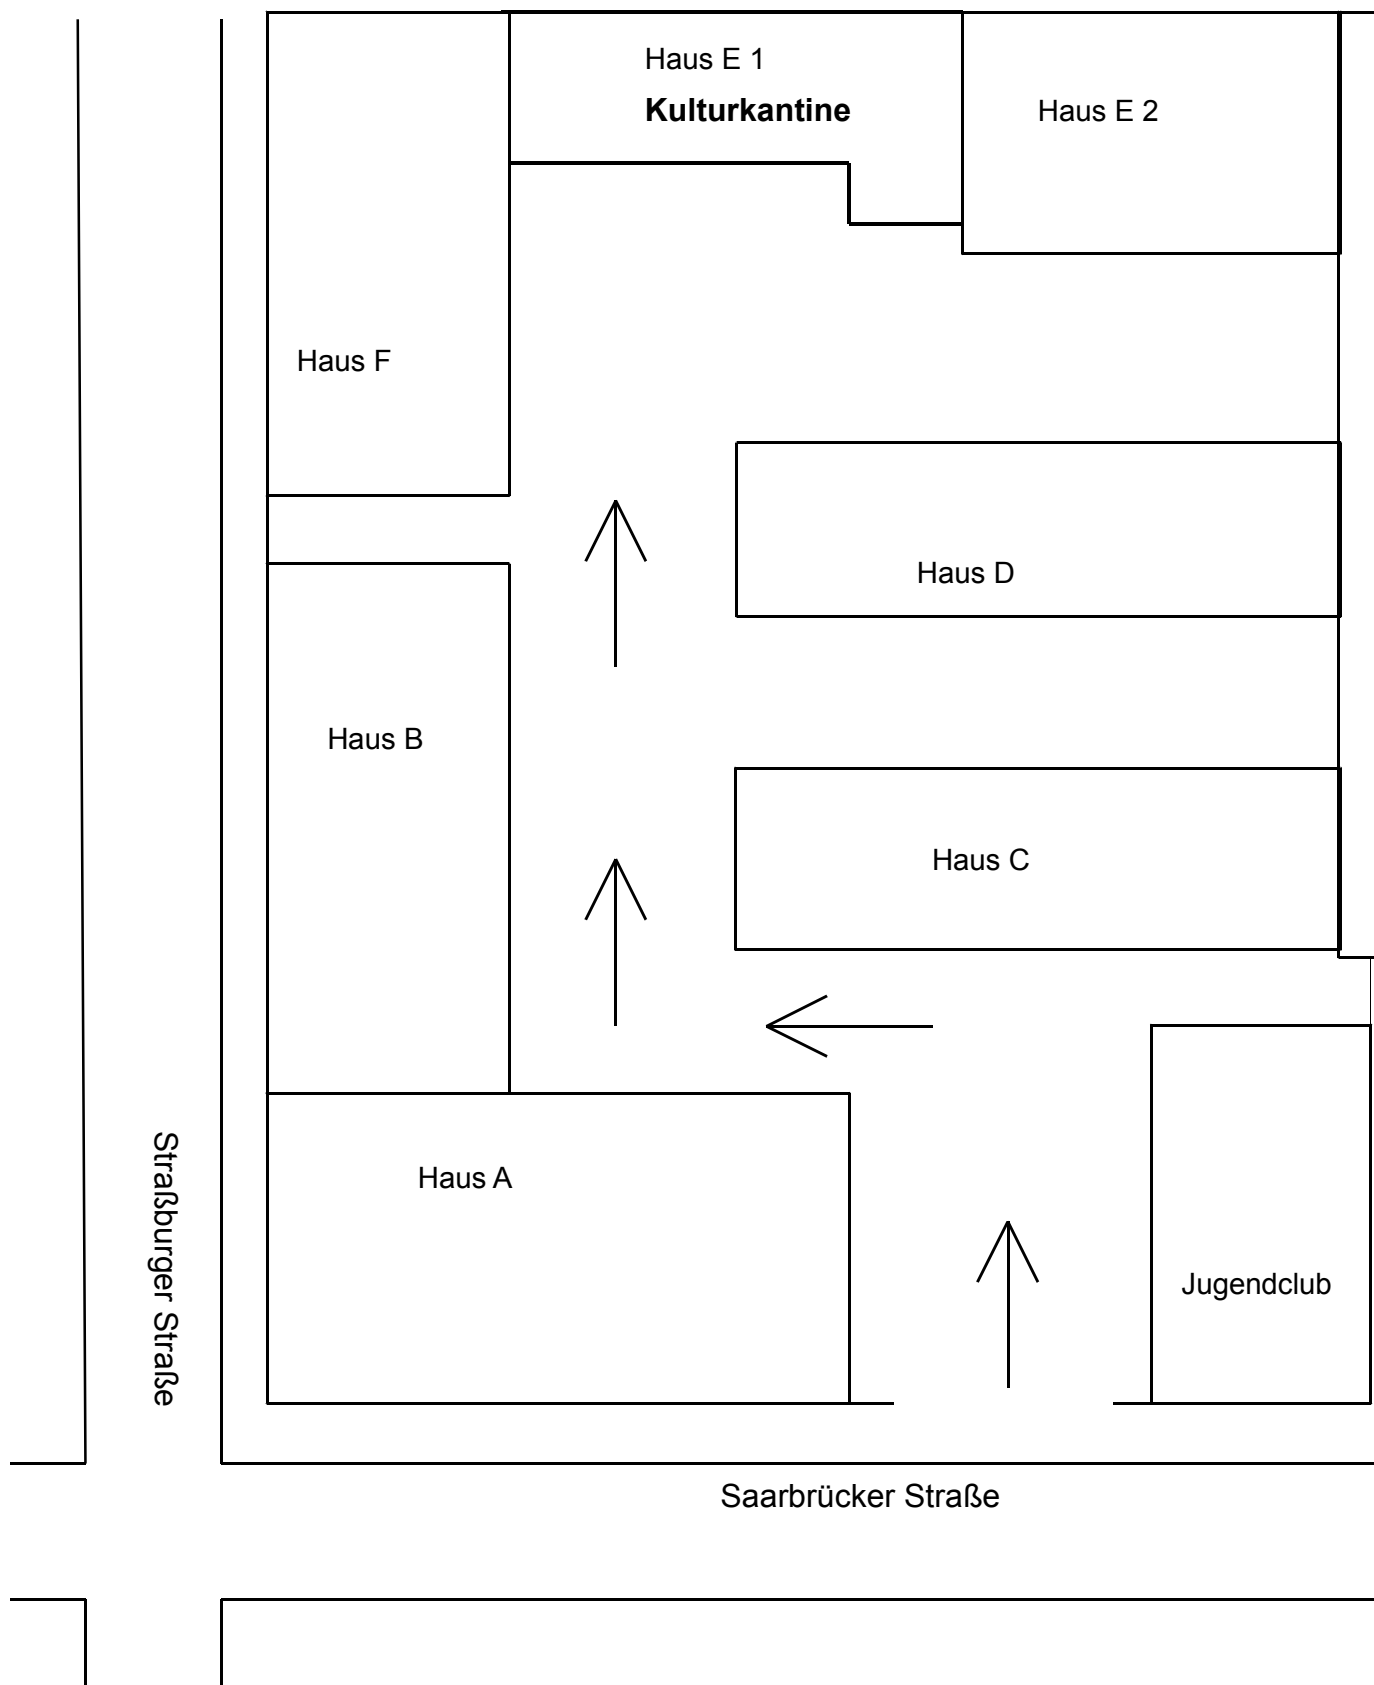 Haus E 1
Kulturkantine
Haus E 2
Haus F
Haus D
Haus B
Haus C
Haus A
Straßburger Straße
Jugendclub
Saarbrücker Straße